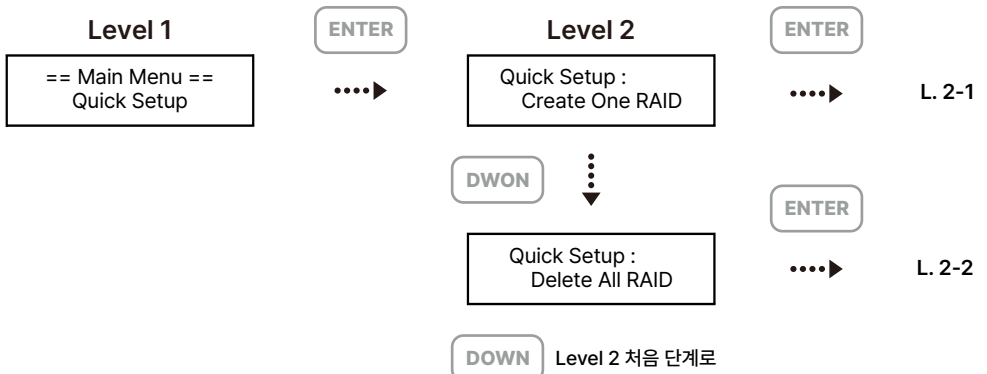 Level 1
ENTER
Level 2
ENTER
== Main Menu ==
Quick Setup
Quick Setup :
Create One RAID
L. 2-1
DWON
ENTER
Quick Setup :
Delete All RAID
L. 2-2
DOWN
Level 2 처음 단계로